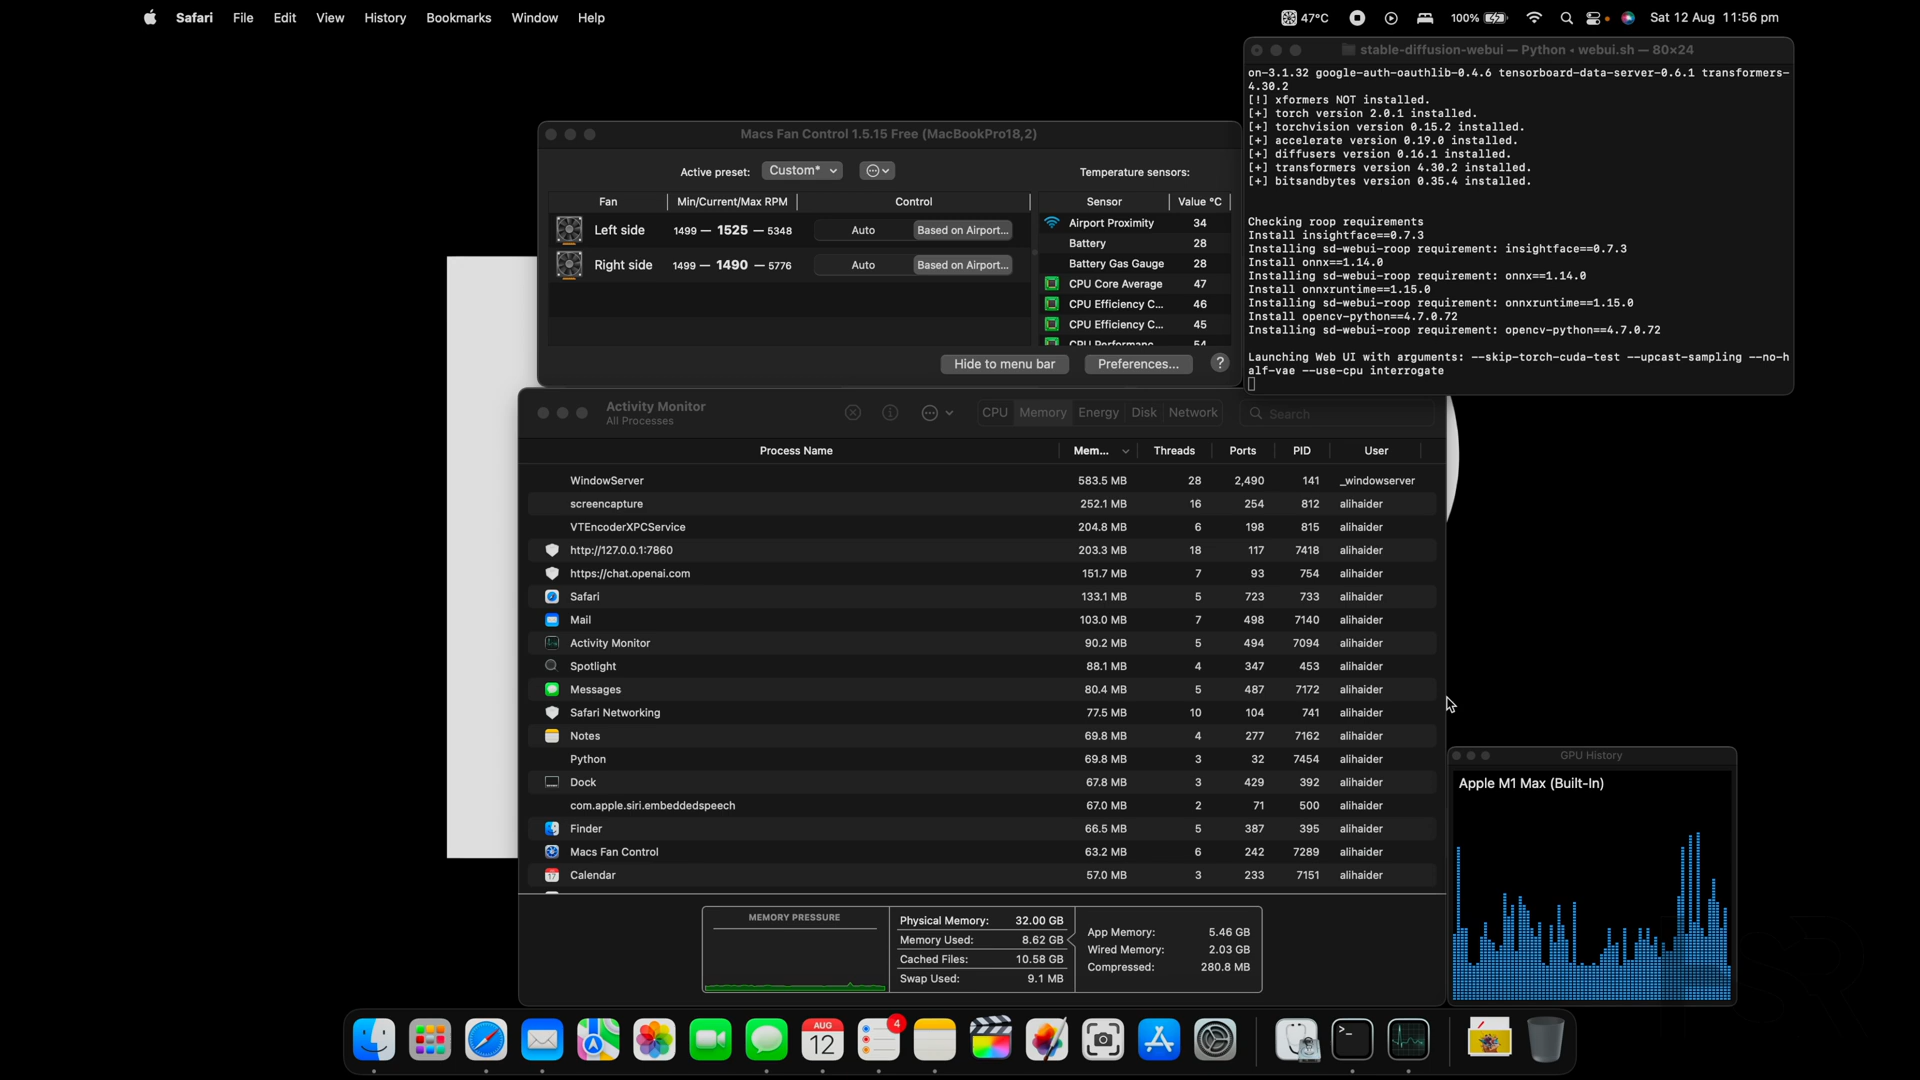 Safari File Edit View History Bookmarks Window Help
47°C 100% Sat 12 Aug 11:56 pm
stable-diffusion-webui — Python ◂ webui.sh — 80×24
on-3.1.32 google-auth-oauthlib-0.4.6 tensorboard-data-server-0.6.1 transformers-
4.30.2
[!] xformers NOT installed.
[+] torch version 2.0.1 installed.
[+] torchvision version 0.15.2 installed.
[+] accelerate version 0.19.0 installed.
[+] diffusers version 0.16.1 installed.
[+] transformers version 4.30.2 installed.
[+] bitsandbytes version 0.35.4 installed.
Checking roop requirements
Install insightface==0.7.3
Installing sd-webui-roop requirement: insightface==0.7.3
Install onnx==1.14.0
Installing sd-webui-roop requirement: onnx==1.14.0
Install onnxruntime==1.15.0
Installing sd-webui-roop requirement: onnxruntime==1.15.0
Install opencv-python==4.7.0.72
Installing sd-webui-roop requirement: opencv-python==4.7.0.72
Launching Web UI with arguments: --skip-torch-cuda-test --upcast-sampling --no-h
alf-vae --use-cpu interrogate
Macs Fan Control 1.5.15 Free (MacBookPro18,2)
Active preset: Custom* Temperature sensors:
Fan Min/Current/Max RPM Control Sensor Value °C
Left side 1499 — 1525 — 5348 Auto Based on Airport...
Right side 1499 — 1490 — 5776 Auto Based on Airport...
Airport Proximity 34
Battery 28
Battery Gas Gauge 28
CPU Core Average 47
CPU Efficiency C... 46
CPU Efficiency C... 45
CPU Performanc... 54
Hide to menu bar Preferences... ?
Activity Monitor
All Processes
CPU Memory Energy Disk Network Search
Process Name Mem... Threads Ports PID User
WindowServer 583.5 MB 28 2,490 141 _windowserver
screencapture 252.1 MB 16 254 812 alihaider
VTEncoderXPCService 204.8 MB 6 198 815 alihaider
http://127.0.0.1:7860 203.3 MB 18 117 7418 alihaider
https://chat.openai.com 151.7 MB 7 93 754 alihaider
Safari 133.1 MB 5 723 733 alihaider
Mail 103.0 MB 7 498 7140 alihaider
Activity Monitor 90.2 MB 5 494 7094 alihaider
Spotlight 88.1 MB 4 347 453 alihaider
Messages 80.4 MB 5 487 7172 alihaider
Safari Networking 77.5 MB 10 104 741 alihaider
Notes 69.8 MB 4 277 7162 alihaider
Python 69.8 MB 3 32 7454 alihaider
Dock 67.8 MB 3 429 392 alihaider
com.apple.siri.embeddedspeech 67.0 MB 2 71 500 alihaider
Finder 66.5 MB 5 387 395 alihaider
Macs Fan Control 63.2 MB 6 242 7289 alihaider
Calendar 57.0 MB 3 233 7151 alihaider
MEMORY PRESSURE
Physical Memory: 32.00 GB
Memory Used: 8.62 GB
Cached Files: 10.58 GB
Swap Used: 9.1 MB
App Memory: 5.46 GB
Wired Memory: 2.03 GB
Compressed: 280.8 MB
GPU History
Apple M1 Max (Built-In)
AUG
12
4
17